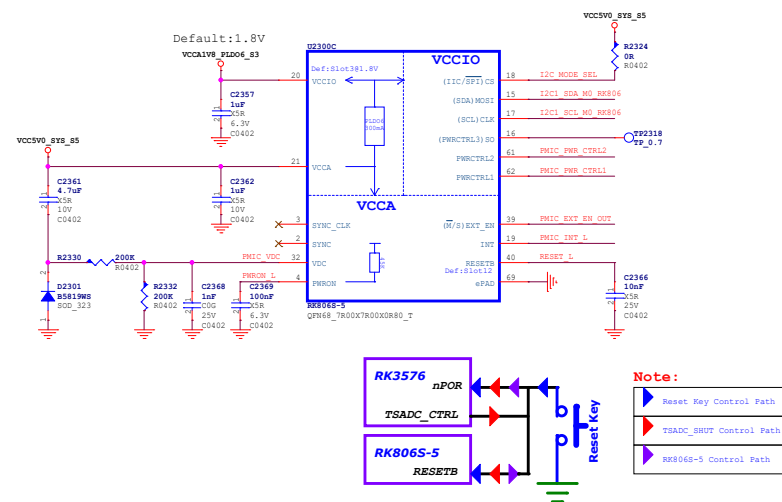 Default:1.8V
VCCA1V8_PLDO6_S3
VCC5V0_SYS_S5
U2300C
R2324
0R
R0402
VCCIO
Def:Slot3@1.8V
20
VCCIO
(IIC/SPI)CS
18
I2C_MODE_SEL
(SDA)MOSI
15
I2C1_SDA_M0_RK806
(SCL)CLK
17
I2C1_SCL_M0_RK806
(PWRCTRL3)SO
16
TP2318
TP_0.7
PWRCTRL2
61
PMIC_PWR_CTRL2
PWRCTRL1
62
PMIC_PWR_CTRL1
PLDO6
300mA
C2357
1uF
X5R
6.3V
C0402
VCC5V0_SYS_S5
21
VCCA
VCCA
C2361
4.7uF
X5R
10V
C0402
C2362
1uF
X5R
10V
C0402
3
SYNC_CLK
2
SYNC
(M/S)EXT_EN
39
PMIC_EXT_EN_OUT
INT
19
PMIC_INT_L
RESETB
40
RESET_L
Def:Slot12
ePAD
69
R2330
200K
R0402
PMIC_VDC
32
VDC
PWRON_L
4
PWRON
D2301
B5819WS
SOD_323
R2332
200K
R0402
C2368
1nF
C0G
25V
C0402
C2369
100nF
X5R
6.3V
C0402
C2366
10nF
X5R
25V
C0402
RK806S-5
QFN68_7R00X7R00X0R80_T
RK3576
nPOR
TSADC_CTRL
RK806S-5
RESETB
Reset Key
Note:
Reset Key Control Path
TSADC_SHUT Control Path
RK806S-5 Control Path